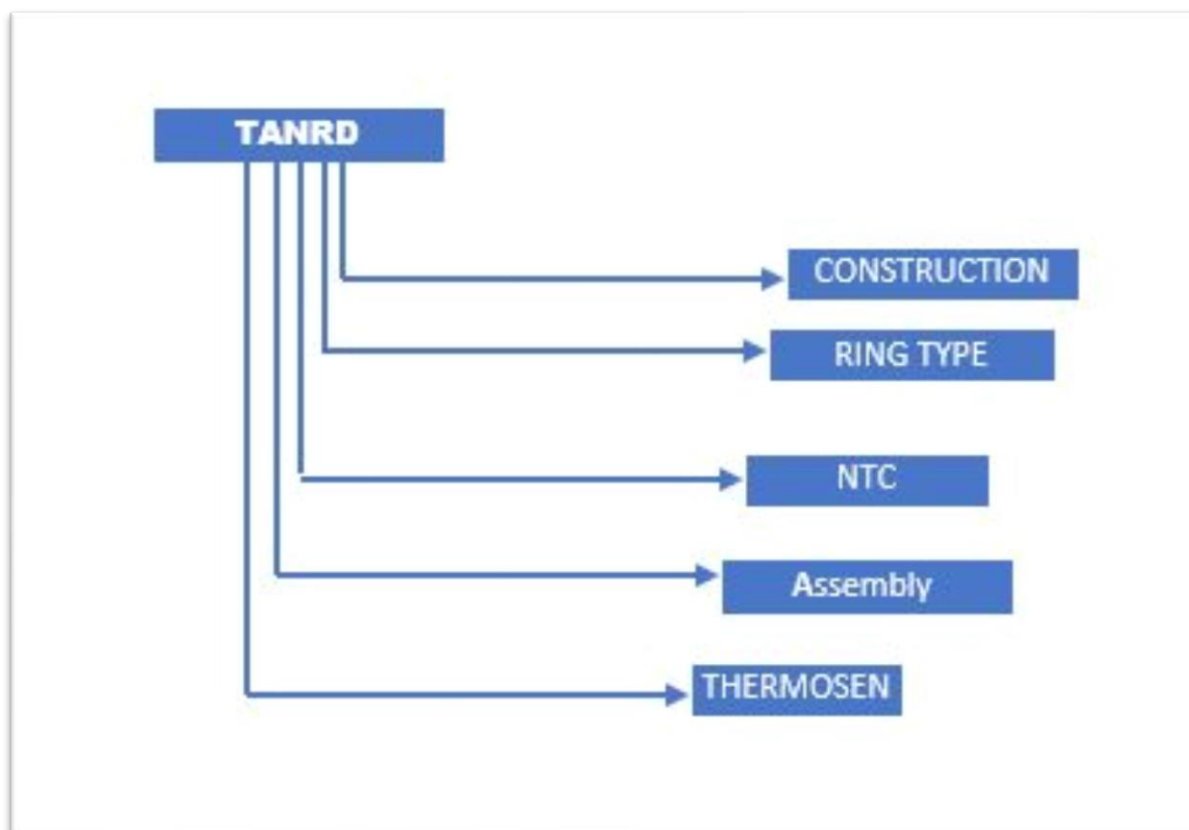 TANRD
CONSTRUCTION
RING TYPE
NTC
Assembly
THERMOSEN